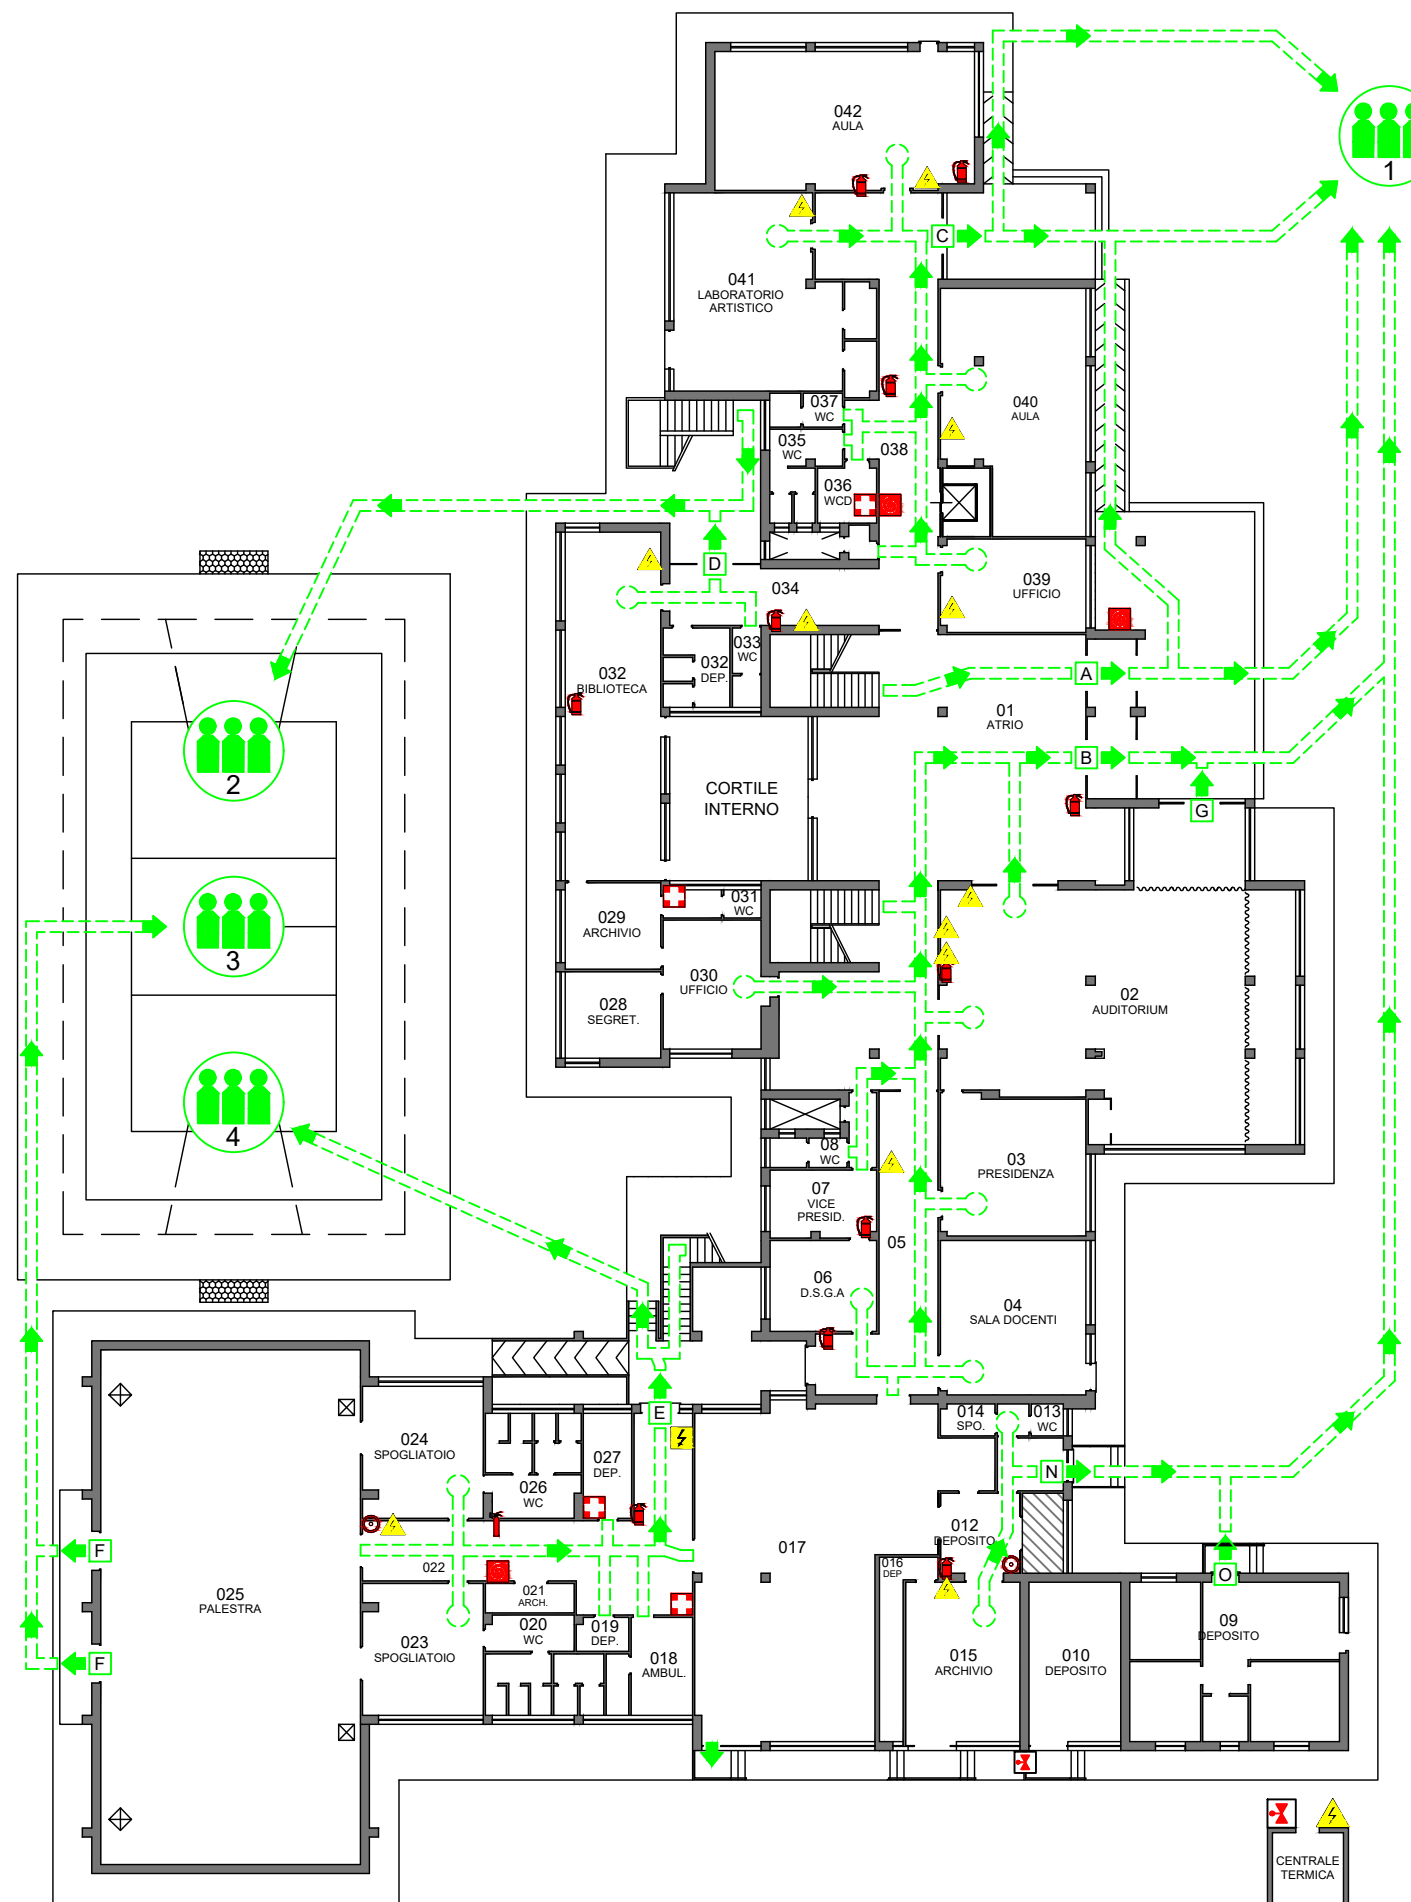 042
AULA
1
C
041
LABORATORIO
ARTISTICO
037
WC
040
AULA
035
WC
038
036
WCD
D
034
039
UFFICIO
033
WC
032
DEP.
032
BIBLIOTECA
A
01
ATRIO
B
2
CORTILE
INTERNO
G
031
WC
029
ARCHIVIO
3
030
UFFICIO
028
SEGRET.
02
AUDITORIUM
4
08
WC
03
PRESIDENZA
07
VICE
PRESID.
05
06
D.S.G.A
04
SALA DOCENTI
E
014
SPO.
013
WC
024
SPOGLIATOIO
027
DEP.
026
WC
N
012
DEPOSITO
F
022
017
016
DEP
O
025
PALESTRA
021
ARCH.
020
WC
019
DEP.
09
DEPOSITO
023
SPOGLIATOIO
018
AMBUL.
015
ARCHIVIO
010
DEPOSITO
F
CENTRALE
TERMICA